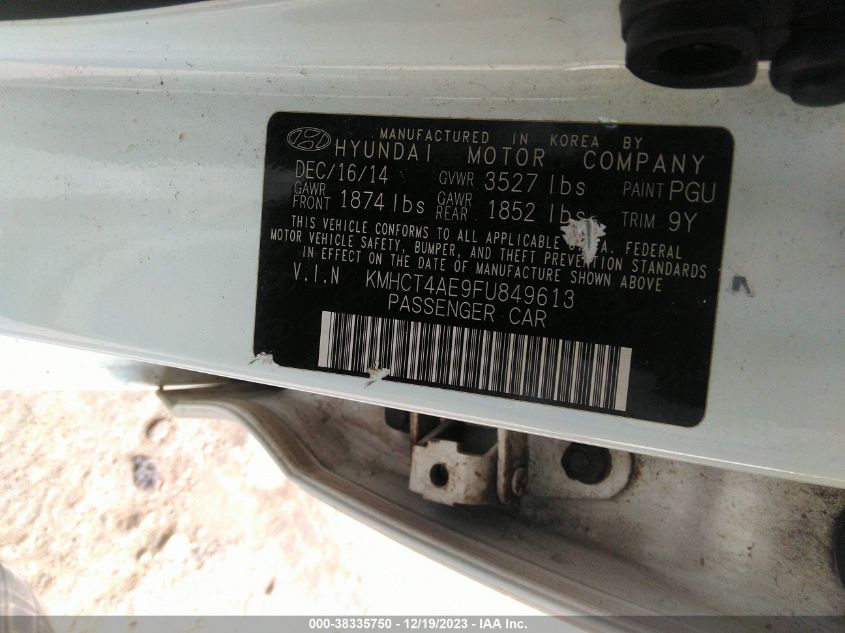 MANUFACTURED IN KOREA BY
HYUNDAI MOTOR COMPANY
DEC/16/14 GVWR 3527 lbs PAINT PGU
GAWR FRONT 1874 lbs GAWR REAR 1852 lbs TRIM 9Y
THIS VEHICLE CONFORMS TO ALL APPLICABLE U.S.A. FEDERAL
MOTOR VEHICLE SAFETY, BUMPER, AND THEFT PREVENTION STANDARDS
IN EFFECT ON THE DATE OF MANUFACTURE SHOWN ABOVE
V.I.N KMHCT4AE9FU849613
PASSENGER CAR
000-38335750 - 12/19/2023 - IAA Inc.